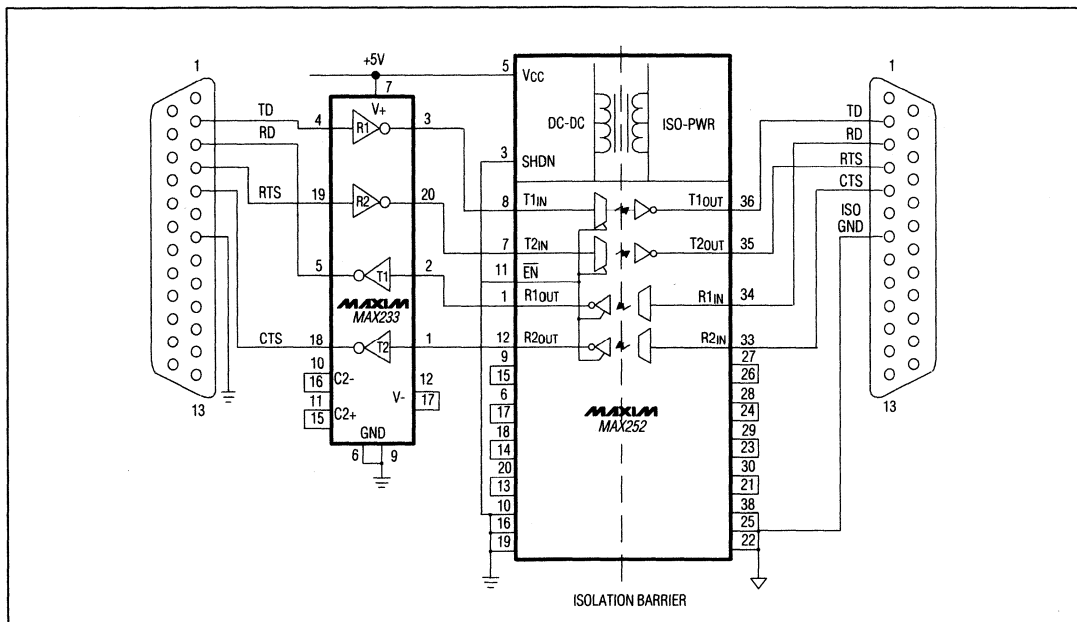 1
+5V
7
V+
TD
4
R1
3
RD
RTS
19
R2
20
5
T1
2
MAXIM
MAX233
CTS
18
T2
1
10
16
C2-
11
15
C2+
12
17
V-
GND
6
9
13
5
VCC
DC-DC
ISO-PWR
3
SHDN
8
T1IN
T1OUT
36
7
T2IN
T2OUT
35
11
EN
1
R1OUT
R1IN
34
12
R2OUT
R2IN
33
9
15
6
17
18
14
20
13
10
16
19
MAXIM
MAX252
27
26
28
24
29
23
30
21
38
25
22
ISOLATION BARRIER
1
TD
RD
RTS
CTS
ISO
GND
13